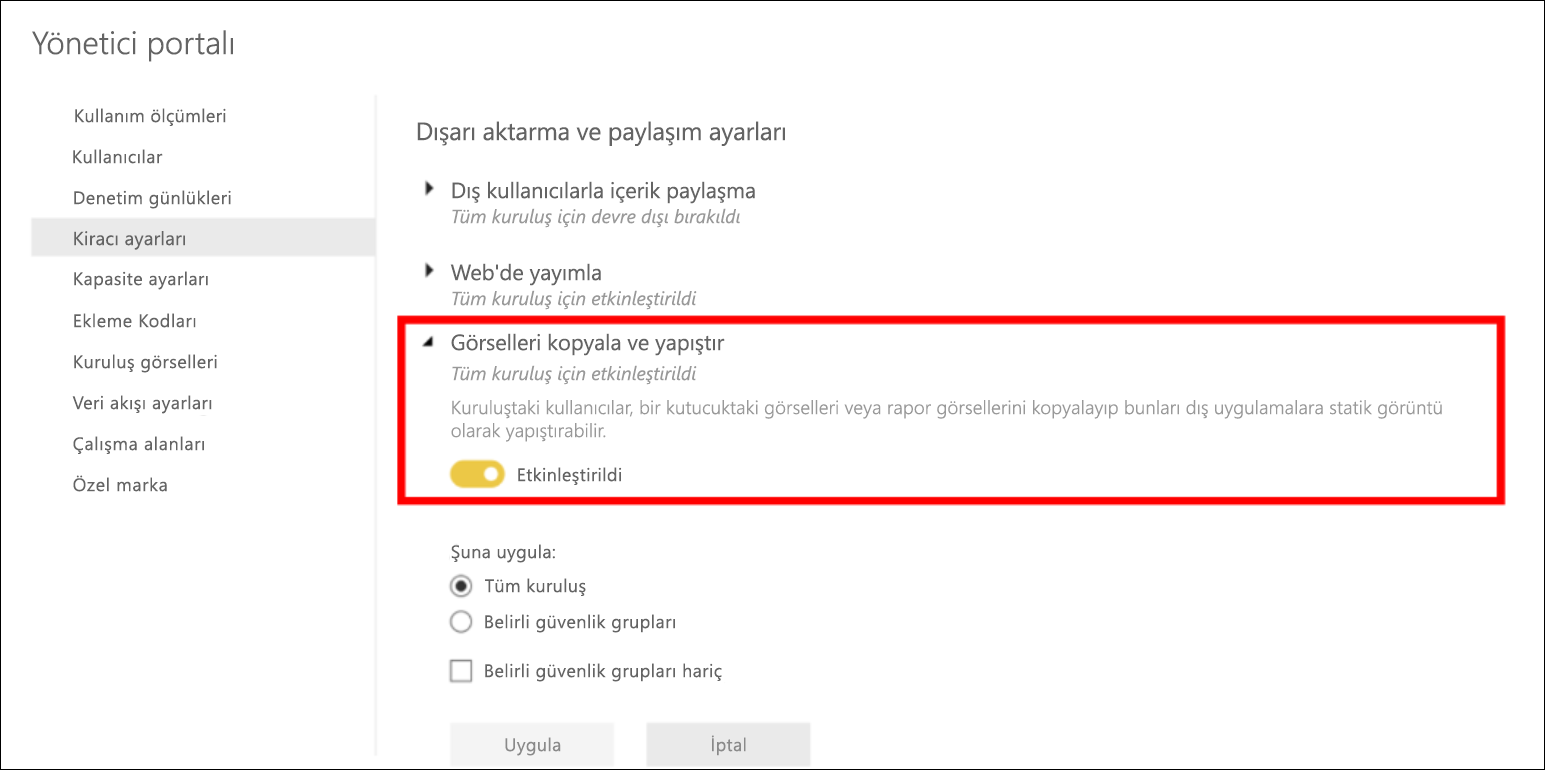 Yönetici portalı
Kullanım ölçümleri
Kullanıcılar
Denetim günlükleri
Kiracı ayarları
Kapasite ayarları
Ekleme Kodları
Kuruluş görselleri
Veri akışı ayarları
Çalışma alanları
Özel marka
Dışarı aktarma ve paylaşım ayarları
Dış kullanıcılarla içerik paylaşma
Tüm kuruluş için devre dışı bırakıldı
Web'de yayımla
Tüm kuruluş için etkinleştirildi
Görselleri kopyala ve yapıştır
Tüm kuruluş için etkinleştirildi
Kuruluştaki kullanıcılar, bir kutucuktaki görselleri veya rapor görsellerini kopyalayıp bunları dış uygulamalara statik görüntü
olarak yapıştırabilir.
Etkinleştirildi
Şuna uygula:
Tüm kuruluş
Belirli güvenlik grupları
Belirli güvenlik grupları hariç
Uygula
İptal